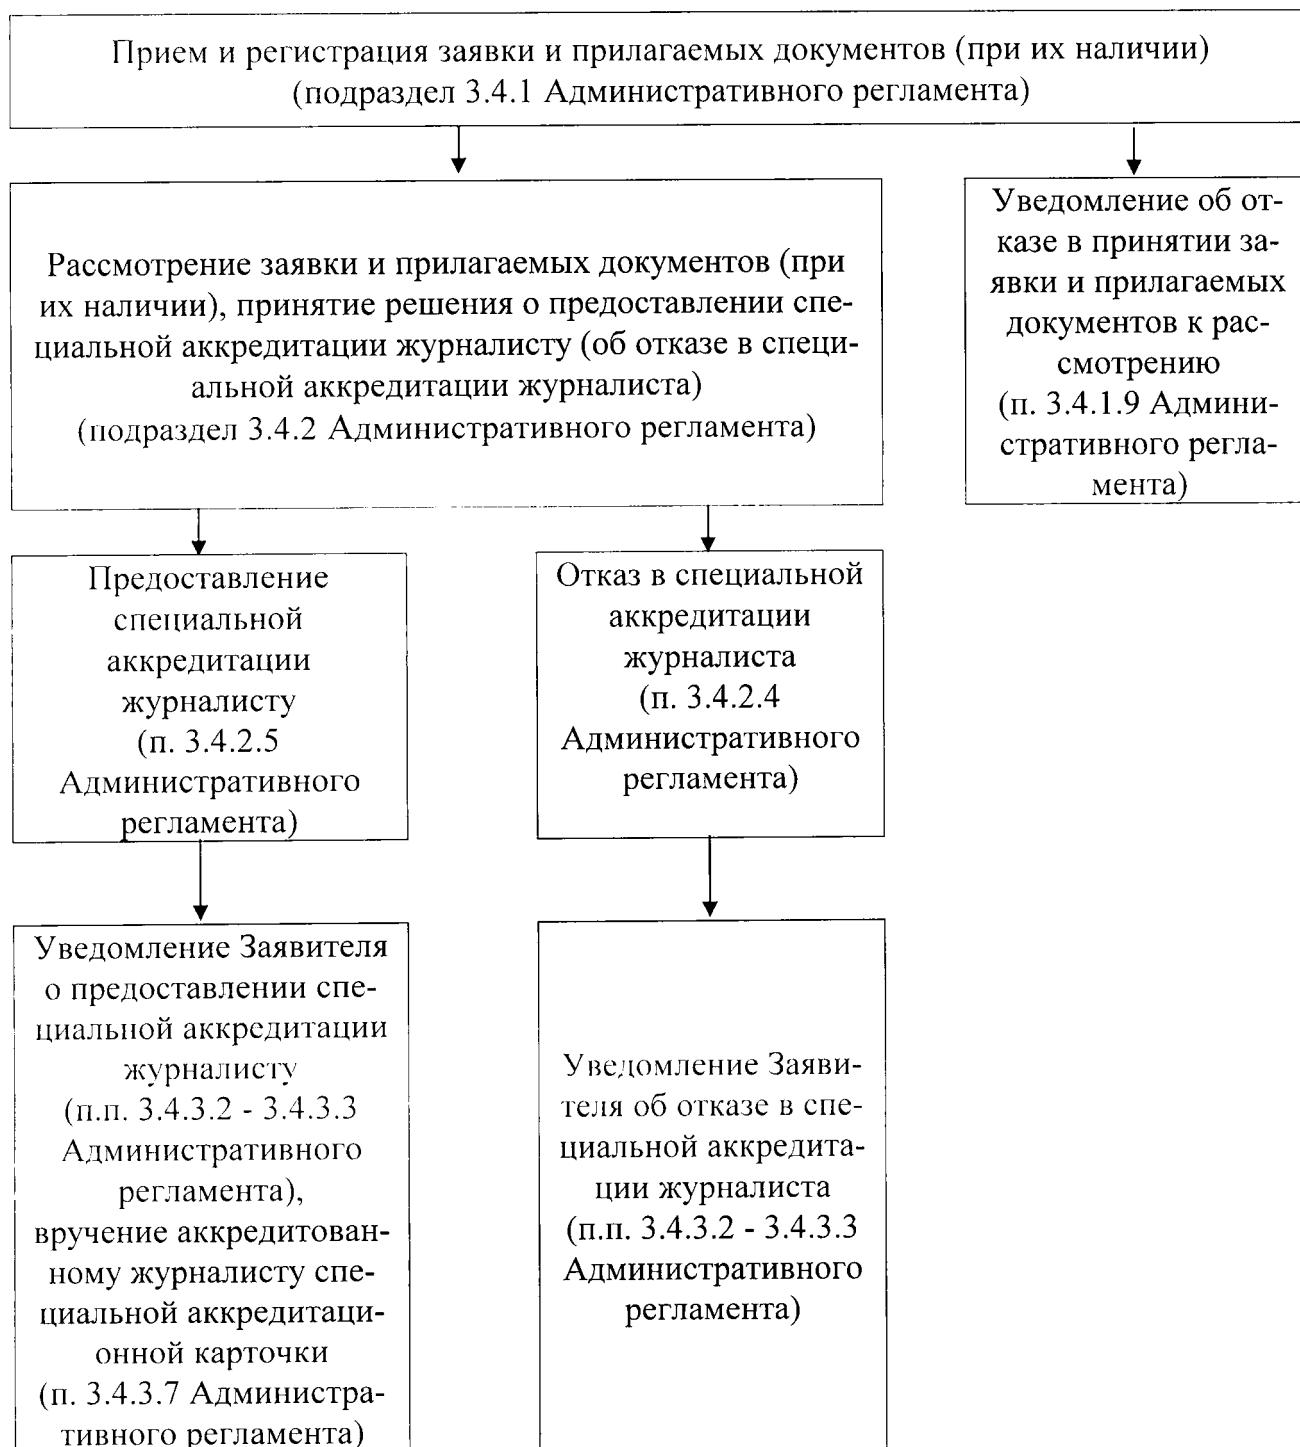 Прием и регистрация заявки и прилагаемых документов (при их наличии)
(подраздел 3.4.1 Административного регламента)
Рассмотрение заявки и прилагаемых документов (при
их наличии), принятие решения о предоставлении спе-
циальной аккредитации журналисту (об отказе в специ-
альной аккредитации журналиста)
(подраздел 3.4.2 Административного регламента)
Уведомление об от-
казе в принятии за-
явки и прилагаемых
документов к рас-
смотрению
(п. 3.4.1.9 Админи-
стративного регла-
мента)
Предоставление
специальной
аккредитации
журналисту
(п. 3.4.2.5
Административного
регламента)
Отказ в специальной
аккредитации
журналиста
(п. 3.4.2.4
Административного
регламента)
Уведомление Заявителя
о предоставлении спе-
циальной аккредитации
журналисту
(п.п. 3.4.3.2 - 3.4.3.3
Административного
регламента),
вручение аккредитован-
ному журналисту спе-
циальной аккредитаци-
онной карточки
(п. 3.4.3.7 Администра-
тивного регламента)
Уведомление Заяви-
теля об отказе в спе-
циальной аккредита-
ции журналиста
(п.п. 3.4.3.2 - 3.4.3.3
Административного
регламента)